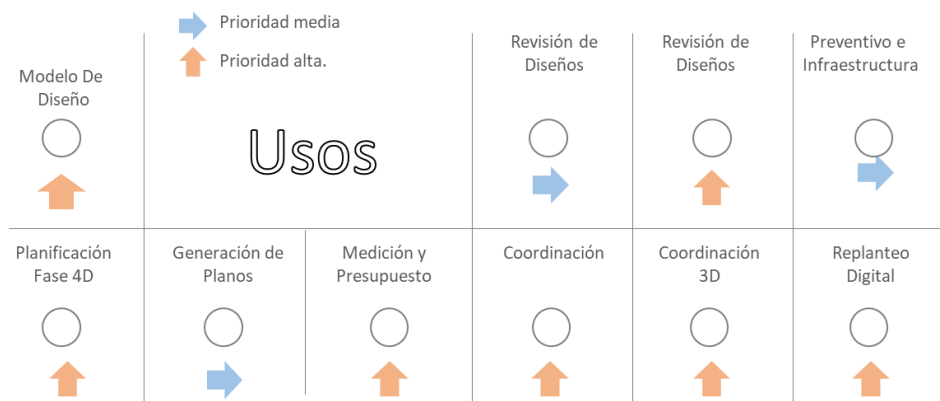 Prioridad media
Prioridad alta.
Modelo De
Diseño
Usos
Revisión de
Diseños
Revisión de
Diseños
Preventivo e
Infraestructura
Planificación
Fase 4D
Generación de
Planos
Medición y
Presupuesto
Coordinación
Coordinación
3D
Replanteo
Digital